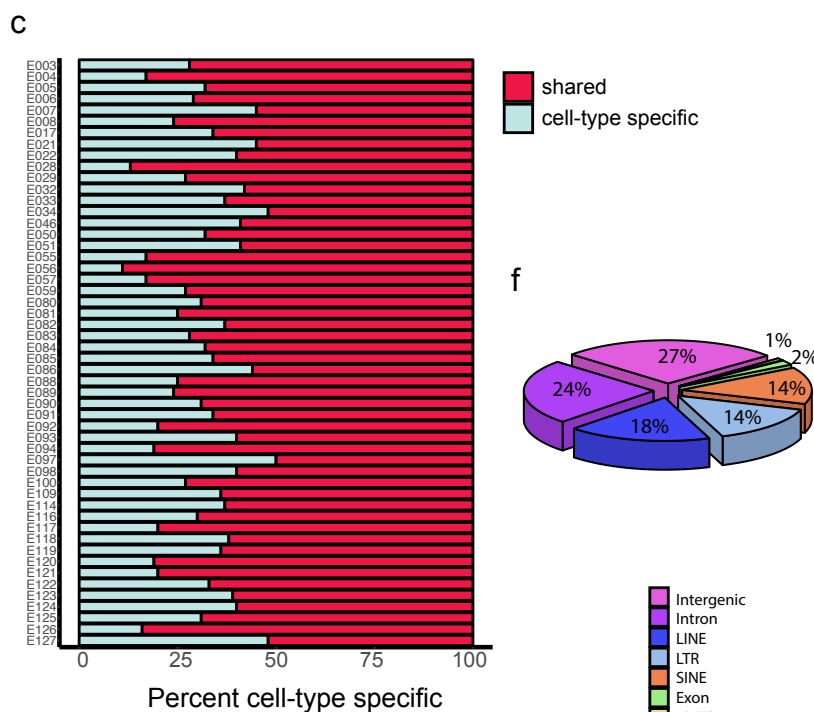 c
E003
E004
E005
E006
E007
E008
E017
E021
E022
E028
E029
E032
E033
E034
E046
E050
E051
E055
E056
E057
E059
E080
E081
E082
E083
E084
E085
E086
E088
E089
E090
E091
E092
E093
E094
E097
E098
E100
E109
E114
E116
E117
E118
E119
E120
E121
E122
E123
E124
E125
E126
E127
0 25 50 75 100
Percent cell-type specific
shared
cell-type specific
f
27%
1%
2%
14%
14%
18%
24%
Intergenic
Intron
LINE
LTR
SINE
Exon